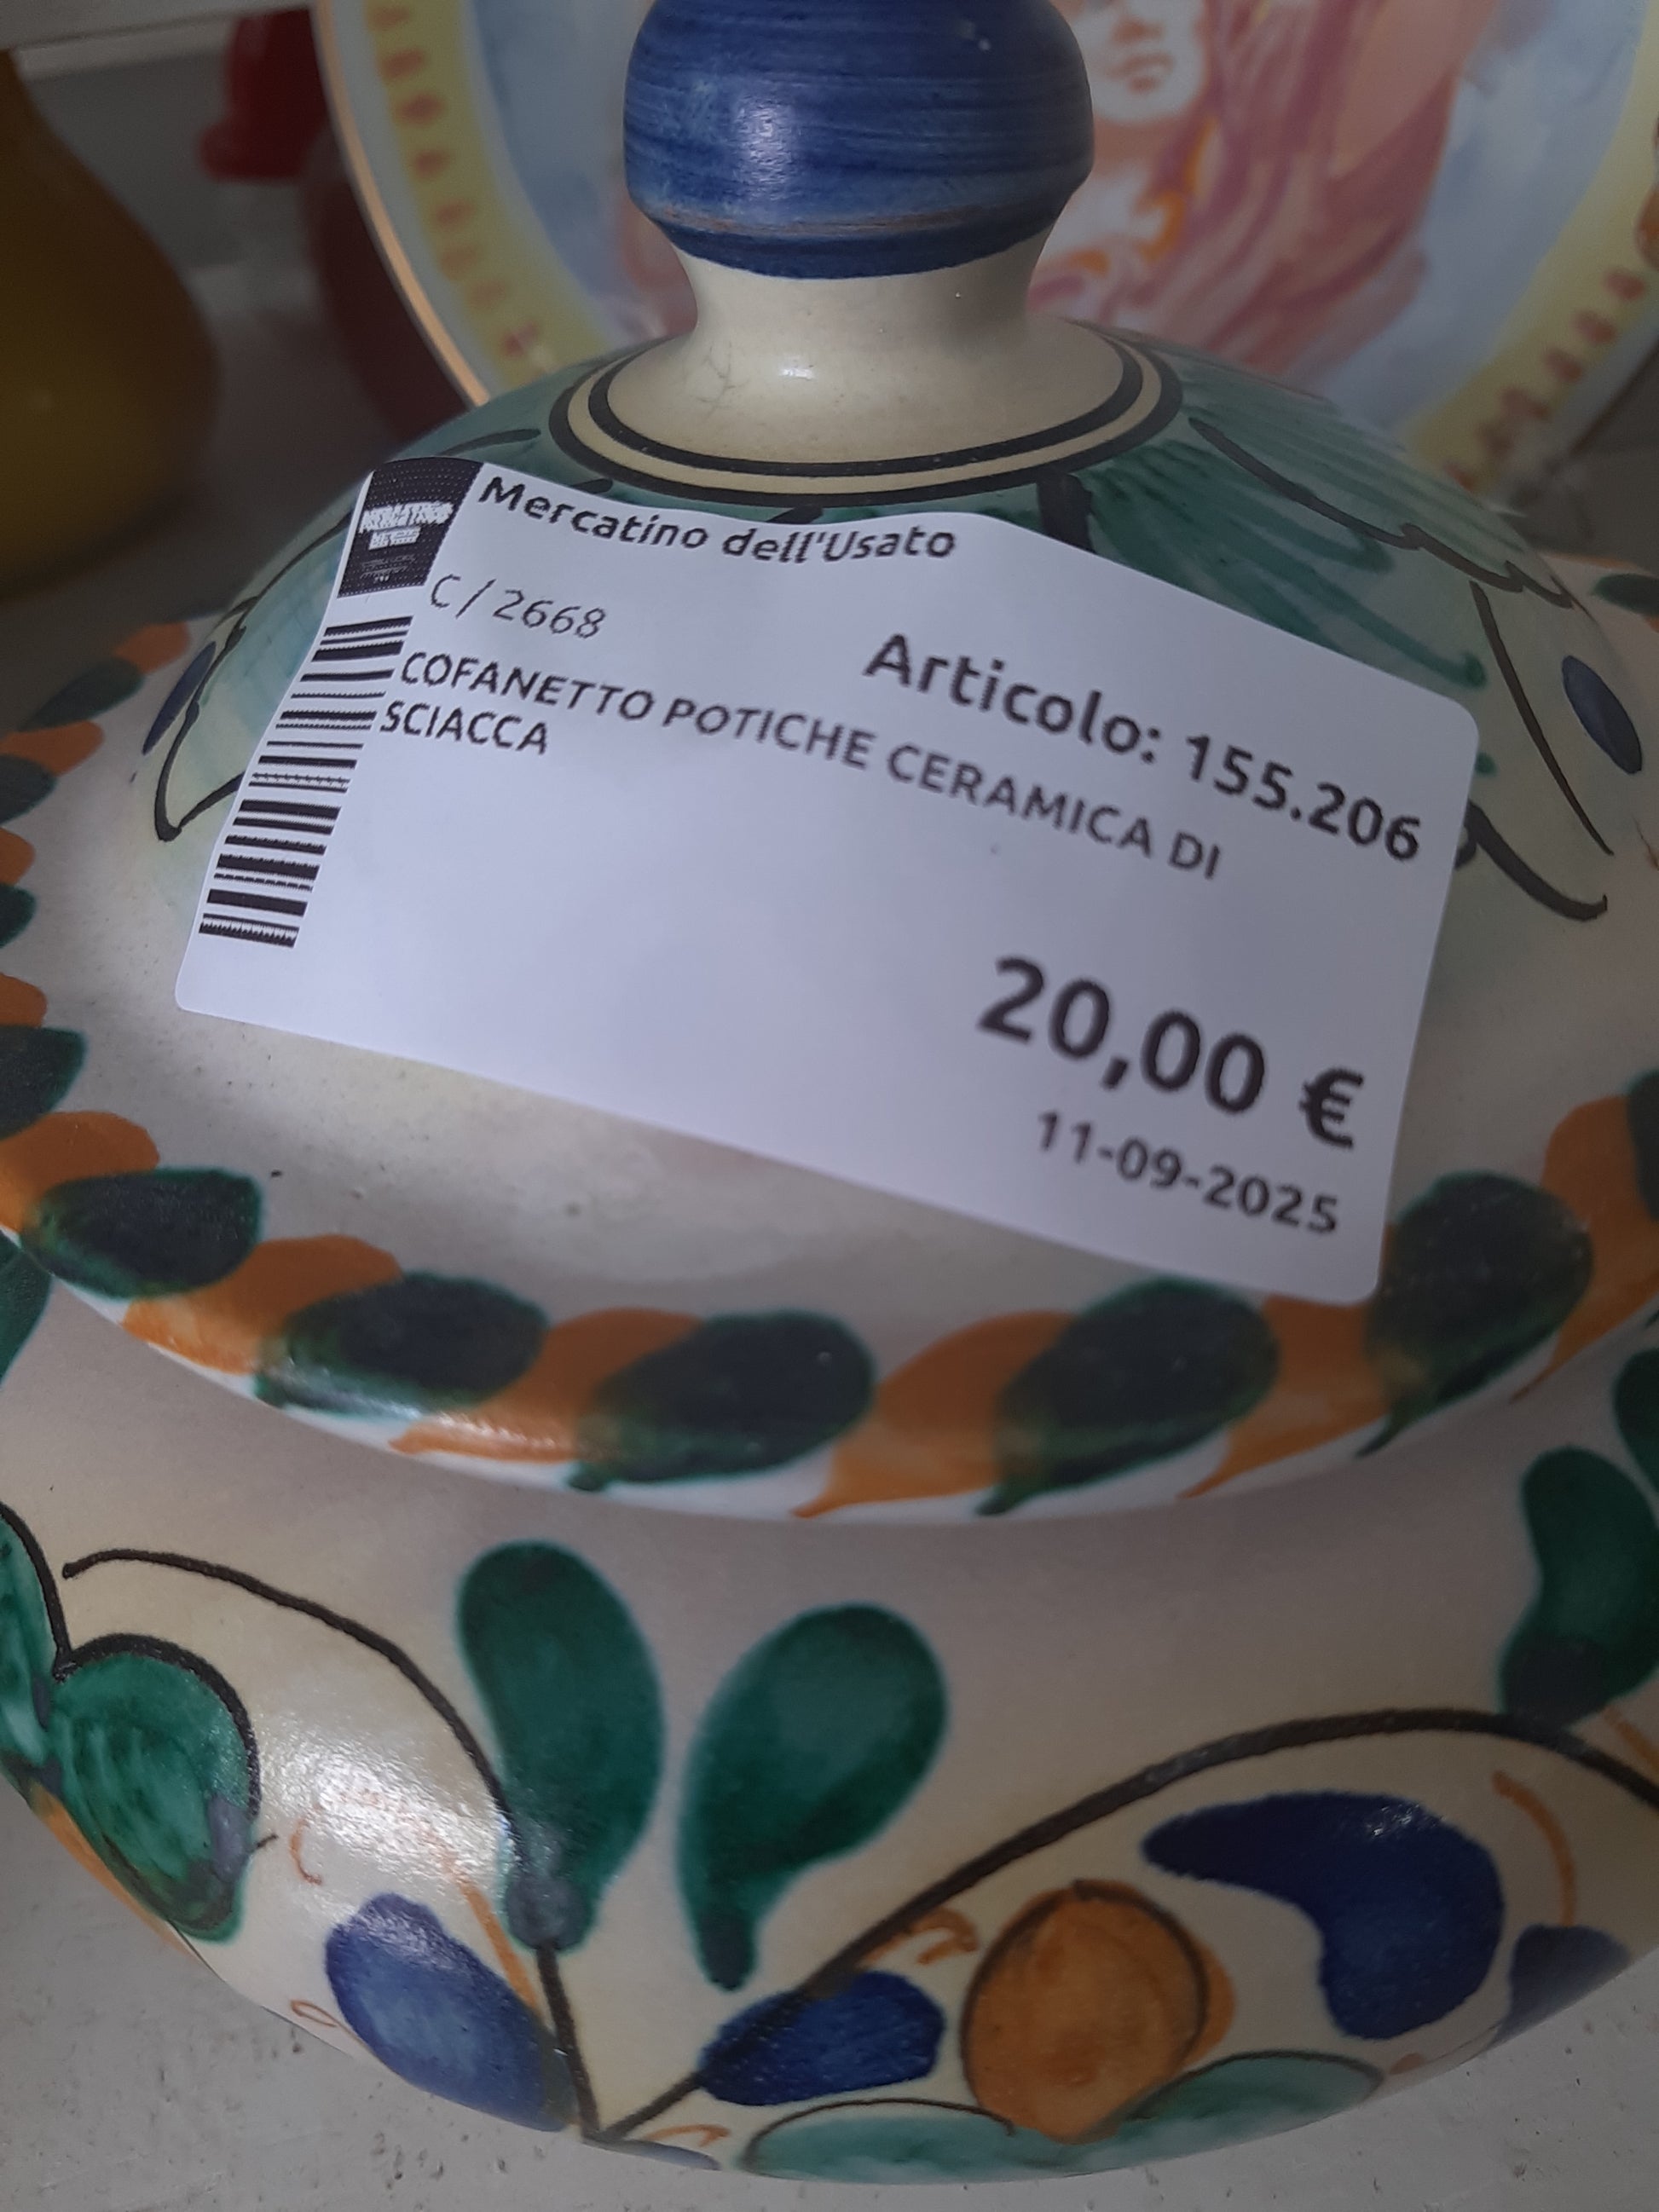 Mercatino dell'Usato
C/ 2668
Articolo: 155.206
COFANETTO POTICHE CERAMICA DI
SCIACCA
20,00 €
11-09-2025